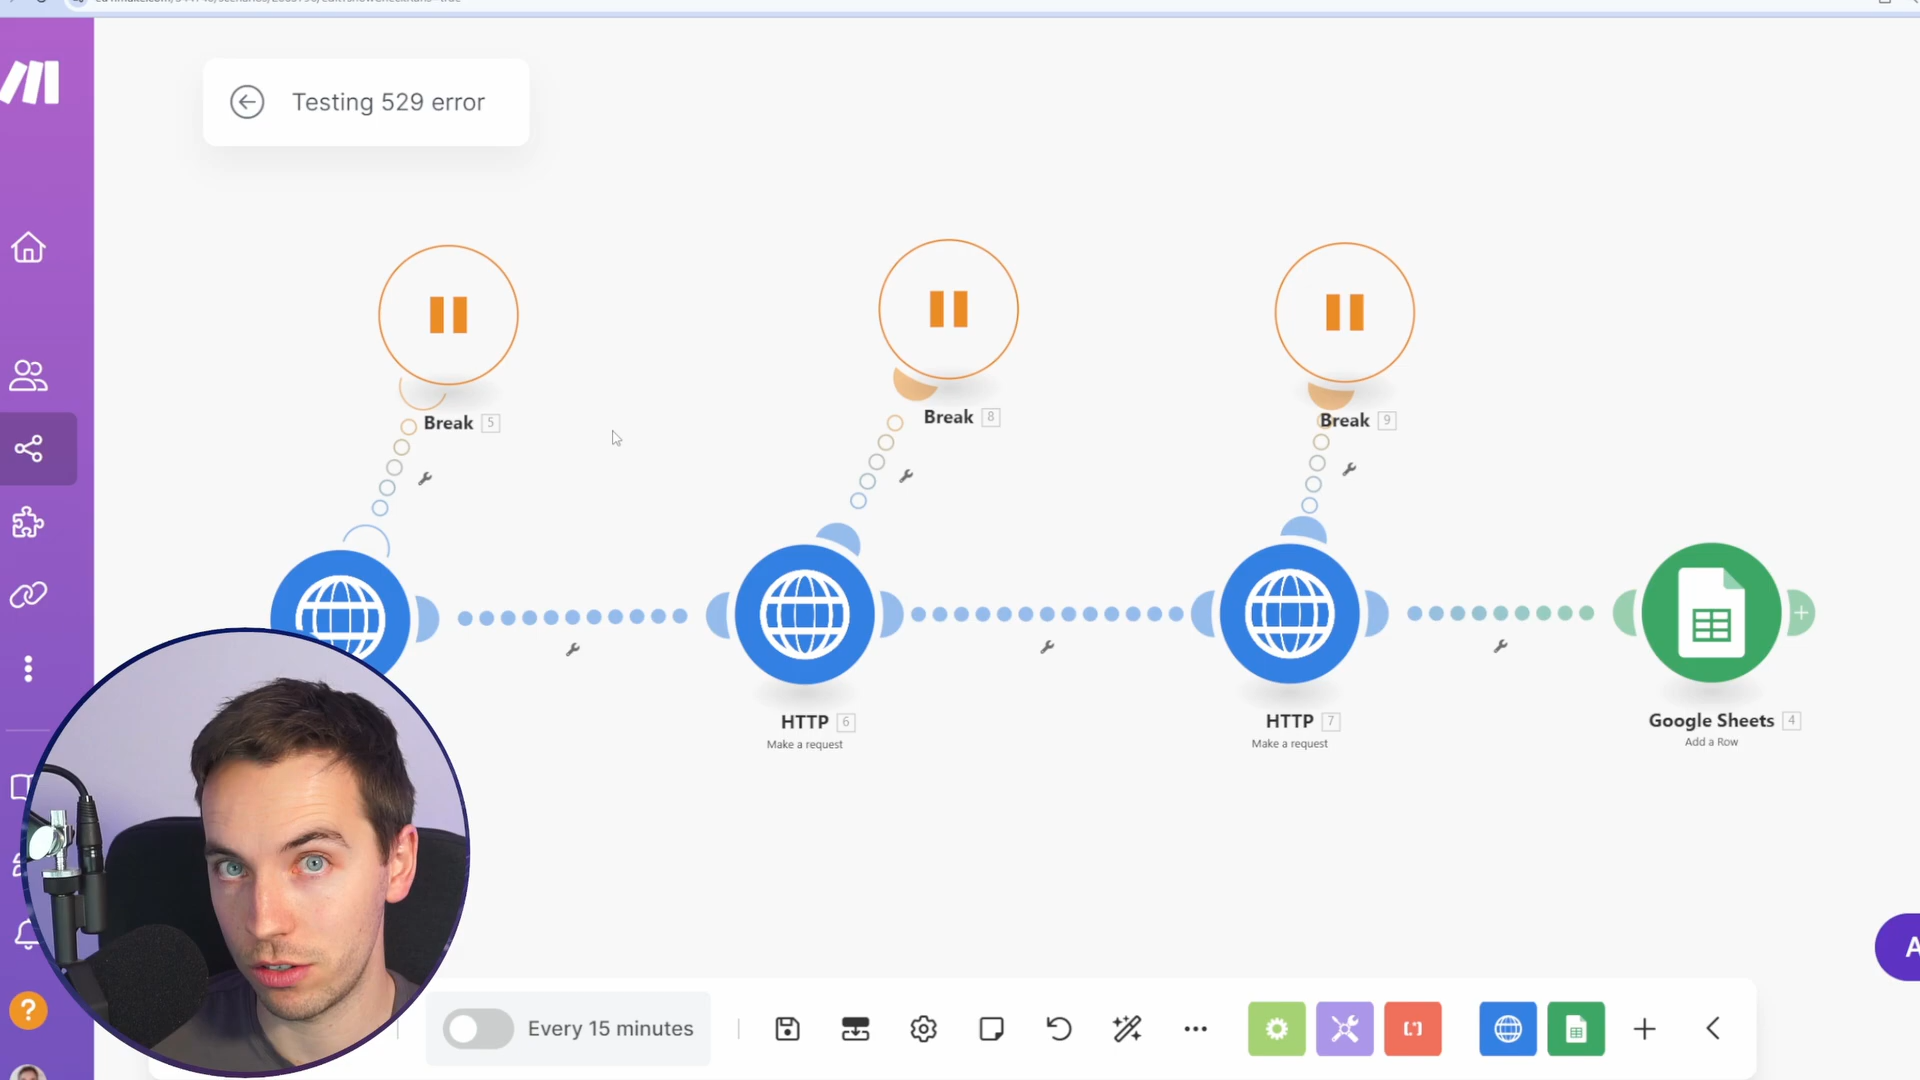 Testing 529 error
Break 5
Break 8
Break 9
HTTP 6
Make a request
HTTP 7
Make a request
Google Sheets 4
Add a Row
Every 15 minutes
?
A